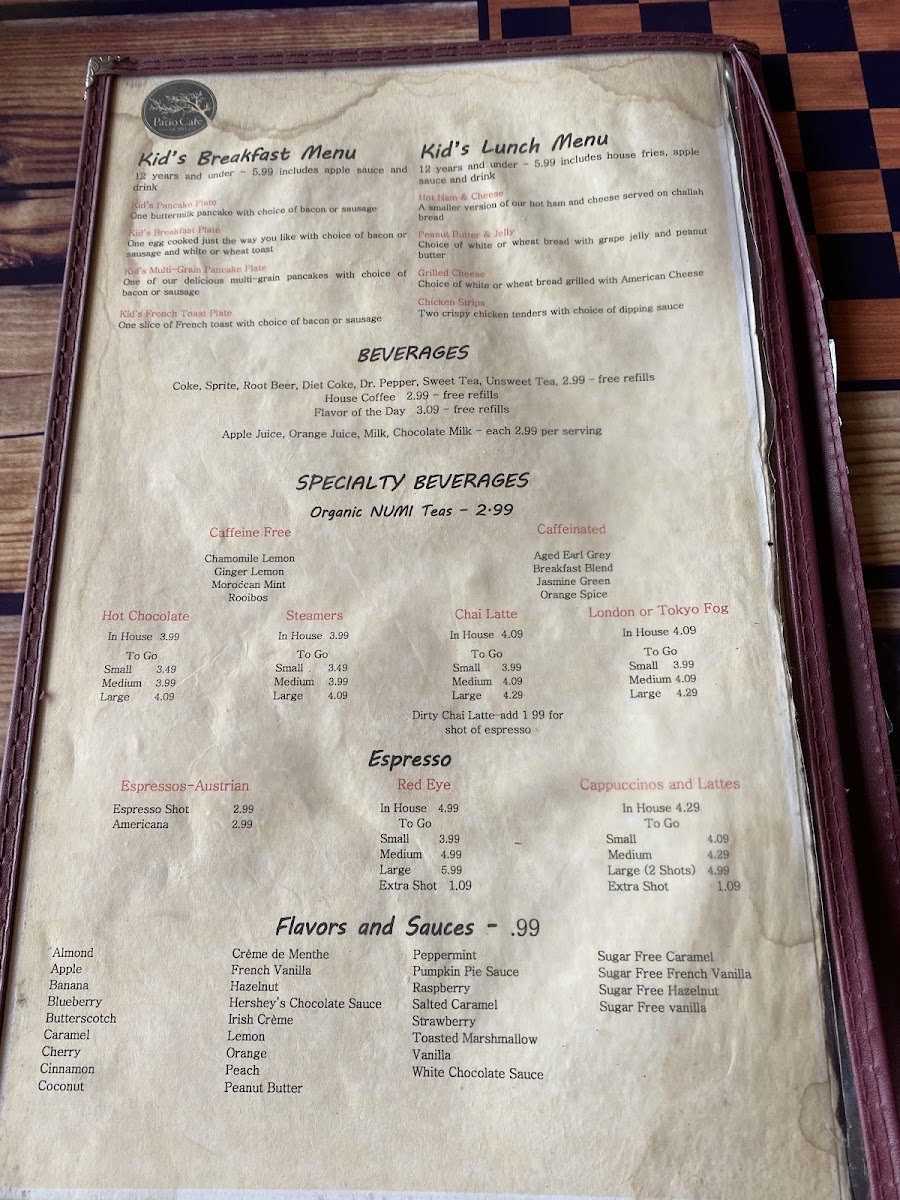 Patio Cafe
Kid's Breakfast Menu
12 years and under - 5.99 includes apple sauce and
drink
Kid's Pancake Plate
One buttermilk pancake with choice of bacon or sausage
Kid's Breakfast Plate
One egg cooked just the way you like with choice of bacon or
sausage and white or wheat toast
Kid's Multi-Grain Pancake Plate
One of our delicious multi-grain pancakes with choice of
bacon or sausage
Kid's French Toast Plate
One slice of French toast with choice of bacon or sausage
Kid's Lunch Menu
12 years and under - 5.99 includes house fries, apple
sauce and drink
Hot Ham & Cheese
A smaller version of our hot ham and cheese served on challah
bread
Peanut Butter & Jelly
Choice of white or wheat bread with grape jelly and peanut
butter
Grilled Cheese
Choice of white or wheat bread grilled with American Cheese
Chicken Strips
Two crispy chicken tenders with choice of dipping sauce
BEVERAGES
Coke, Sprite, Root Beer, Diet Coke, Dr. Pepper, Sweet Tea, Unsweet Tea, 2.99 - free refills
House Coffee 2.99 - free refills
Flavor of the Day 3.09 - free refills
Apple Juice, Orange Juice, Milk, Chocolate Milk - each 2.99 per serving
SPECIALTY BEVERAGES
Organic NUMI Teas - 2.99
Caffeine Free
Chamomile Lemon
Ginger Lemon
Moroccan Mint
Rooibos
Caffeinated
Aged Earl Grey
Breakfast Blend
Jasmine Green
Orange Spice
Hot Chocolate
In House 3.99
To Go
Small 3.49
Medium 3.99
Large 4.09
Steamers
In House 3.99
To Go
Small . 3.49
Medium 3.99
Large 4.09
Chai Latte
In House 4.09
To Go
Small 3.99
Medium 4.09
Large 4.29
Dirty Chai Latte-add 1 99 for
shot of espresso
London or Tokyo Fog
In House 4.09
To Go
Small 3.99
Medium 4.09
Large 4.29
Espresso
Espressos-Austrian
Espresso Shot 2.99
Americana 2.99
Red Eye
In House 4.99
To Go
Small 3.99
Medium 4.99
Large 5.99
Extra Shot 1.09
Cappuccinos and Lattes
In House 4.29
To Go
Small 4.09
Medium 4.29
Large (2 Shots) 4.99
Extra Shot 1.09
Flavors and Sauces - .99
Almond
Apple
Banana
Blueberry
Butterscotch
Caramel
Cherry
Cinnamon
Coconut
Crème de Menthe
French Vanilla
Hazelnut
Hershey's Chocolate Sauce
Irish Crème
Lemon
Orange
Peach
Peanut Butter
Peppermint
Pumpkin Pie Sauce
Raspberry
Salted Caramel
Strawberry
Toasted Marshmallow
Vanilla
White Chocolate Sauce
Sugar Free Caramel
Sugar Free French Vanilla
Sugar Free Hazelnut
Sugar Free vanilla